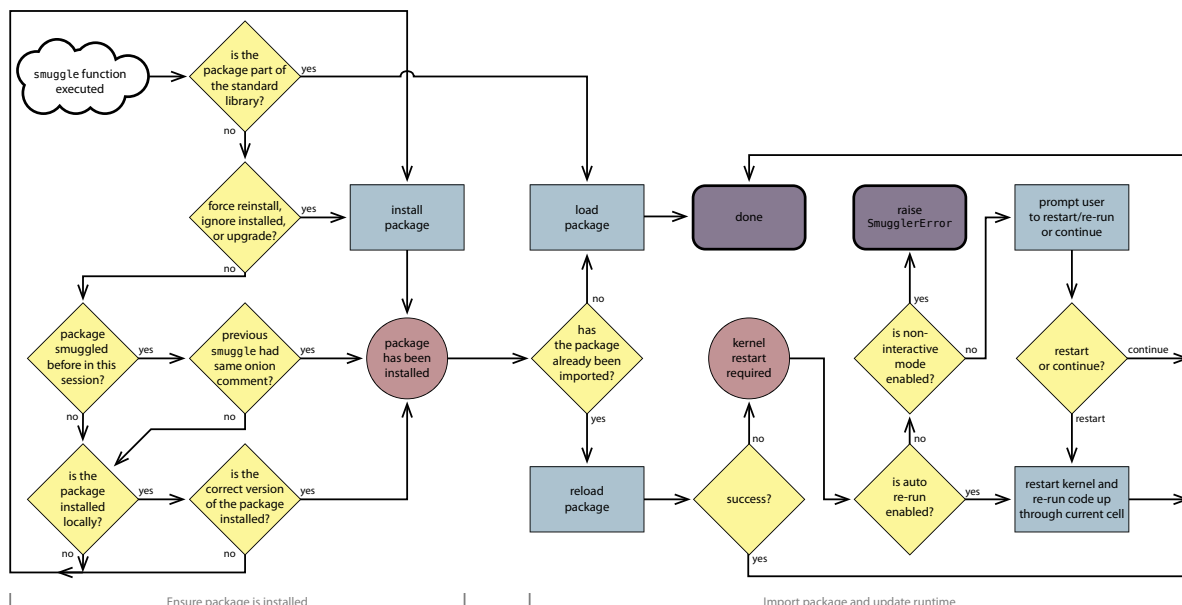 smuggle function
executed
is the
package part of
the standard
library?
yes
no
force reinstall,
ignore installed,
or upgrade?
yes
no
install
package
load
package
done
raise
SmugglerError
prompt user
to restart/re-run
or continue
package
smuggled
before in this
session?
yes
no
previous
smuggle had
same onion
comment?
yes
no
package
has been
installed
has
the package
already been
imported?
no
yes
kernel
restart
required
is non-
interactive
mode
enabled?
yes
no
restart
or continue?
continue
restart
is the
package
installed
locally?
yes
no
is the
correct version
of the package
installed?
yes
no
reload
package
success?
no
yes
is auto
re-run
enabled?
no
yes
restart kernel and
re-run code up
through current cell
Ensure package is installed
Import package and update runtime